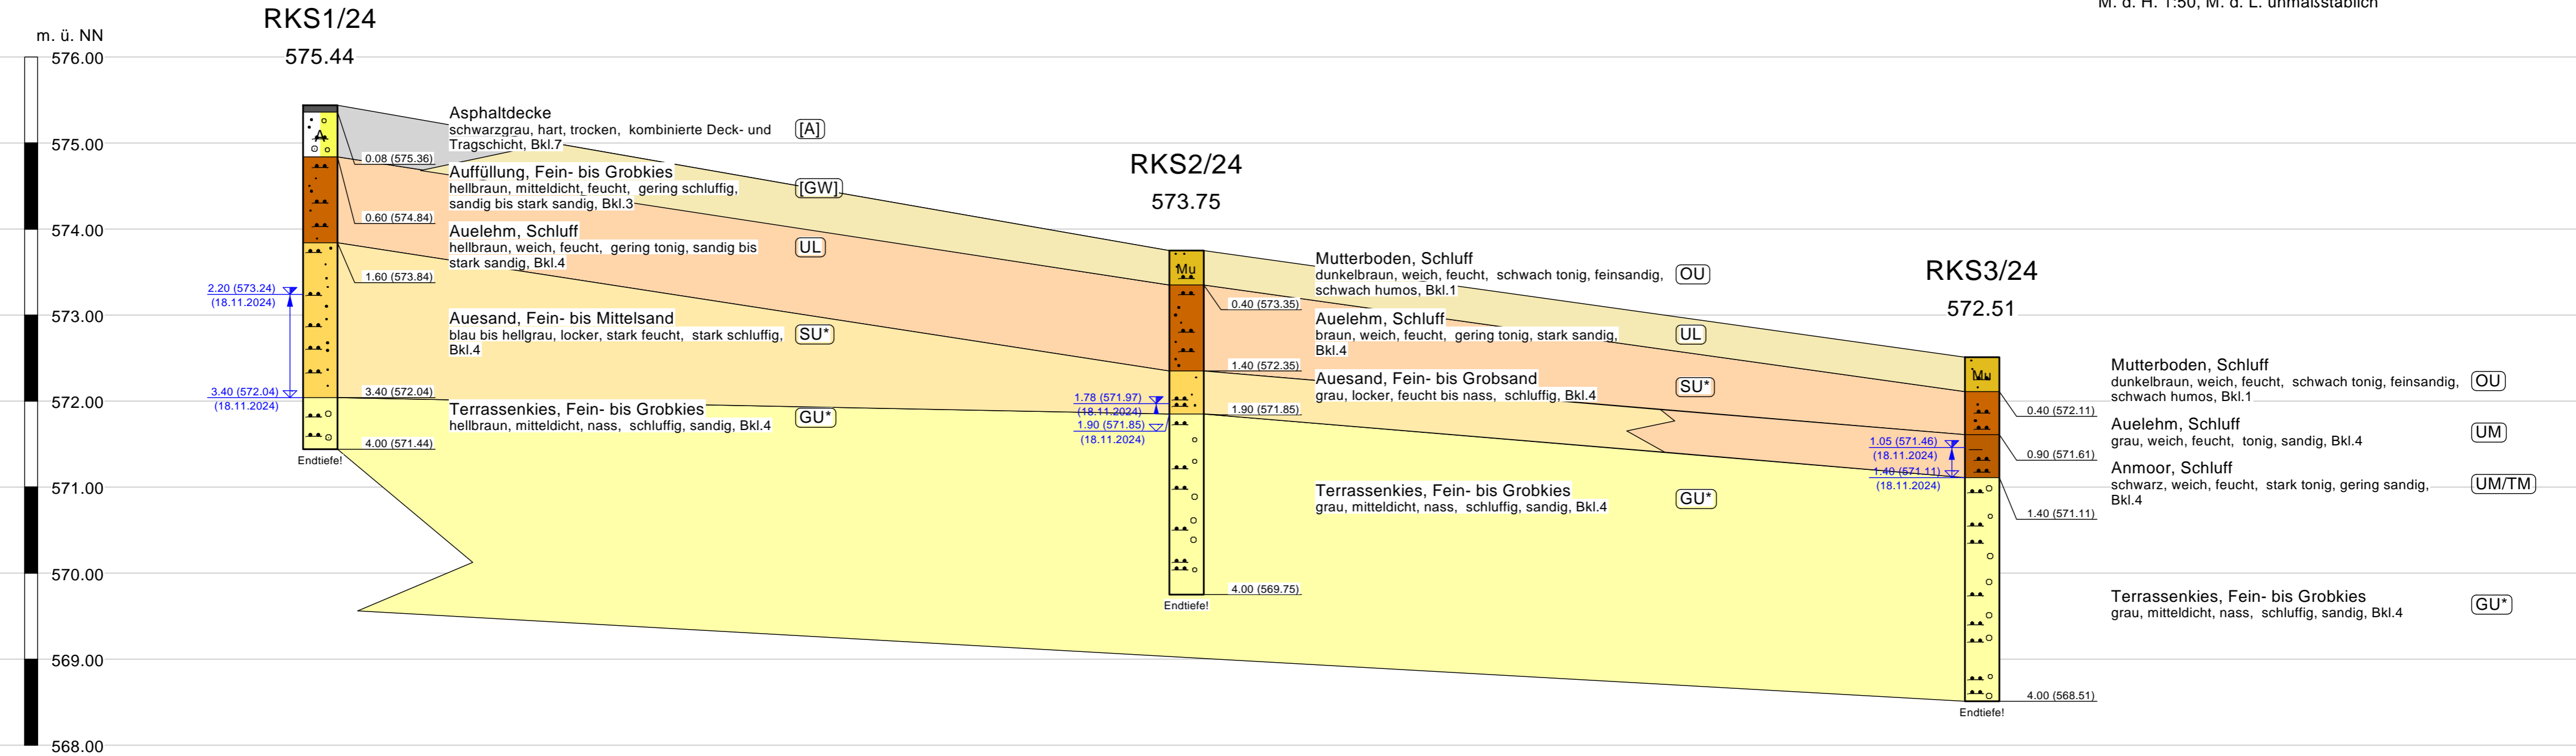 M. d. H. 1:50, M. d. L. unmaßstäblich
RKS1/24
575.44
m. ü. NN
576.00
575.00
574.00
573.00
572.00
571.00
570.00
569.00
568.00
A
0.08 (575.36)
0.60 (574.84)
1.60 (573.84)
3.40 (572.04)
4.00 (571.44)
Endtiefe!
2.20 (573.24)
(18.11.2024)
3.40 (572.04)
(18.11.2024)
Asphaltdecke
schwarzgrau, hart, trocken, kombinierte Deck- und
Tragschicht, Bkl.7
[A]
Auffüllung, Fein- bis Grobkies
hellbraun, mitteldicht, feucht, gering schluffig,
sandig bis stark sandig, Bkl.3
[GW]
Auelehm, Schluff
hellbraun, weich, feucht, gering tonig, sandig bis
stark sandig, Bkl.4
UL
Auesand, Fein- bis Mittelsand
blau bis hellgrau, locker, stark feucht, stark schluffig,
Bkl.4
SU*
Terrassenkies, Fein- bis Grobkies
hellbraun, mitteldicht, nass, schluffig, sandig, Bkl.4
GU*
RKS2/24
573.75
Mu
0.40 (573.35)
1.40 (572.35)
1.90 (571.85)
4.00 (569.75)
Endtiefe!
1.78 (571.97)
(18.11.2024)
1.90 (571.85)
(18.11.2024)
Mutterboden, Schluff
dunkelbraun, weich, feucht, schwach tonig, feinsandig,
schwach humos, Bkl.1
OU
Auelehm, Schluff
braun, weich, feucht, gering tonig, stark sandig,
Bkl.4
UL
Auesand, Fein- bis Grobsand
grau, locker, feucht bis nass, schluffig, Bkl.4
SU*
Terrassenkies, Fein- bis Grobkies
grau, mitteldicht, nass, schluffig, sandig, Bkl.4
GU*
RKS3/24
572.51
Mu
0.40 (572.11)
0.90 (571.61)
1.40 (571.11)
4.00 (568.51)
Endtiefe!
1.05 (571.46)
(18.11.2024)
1.40 (571.11)
(18.11.2024)
Mutterboden, Schluff
dunkelbraun, weich, feucht, schwach tonig, feinsandig,
schwach humos, Bkl.1
OU
Auelehm, Schluff
grau, weich, feucht, tonig, sandig, Bkl.4
UM
Anmoor, Schluff
schwarz, weich, feucht, stark tonig, gering sandig,
Bkl.4
UM/TM
Terrassenkies, Fein- bis Grobkies
grau, mitteldicht, nass, schluffig, sandig, Bkl.4
GU*